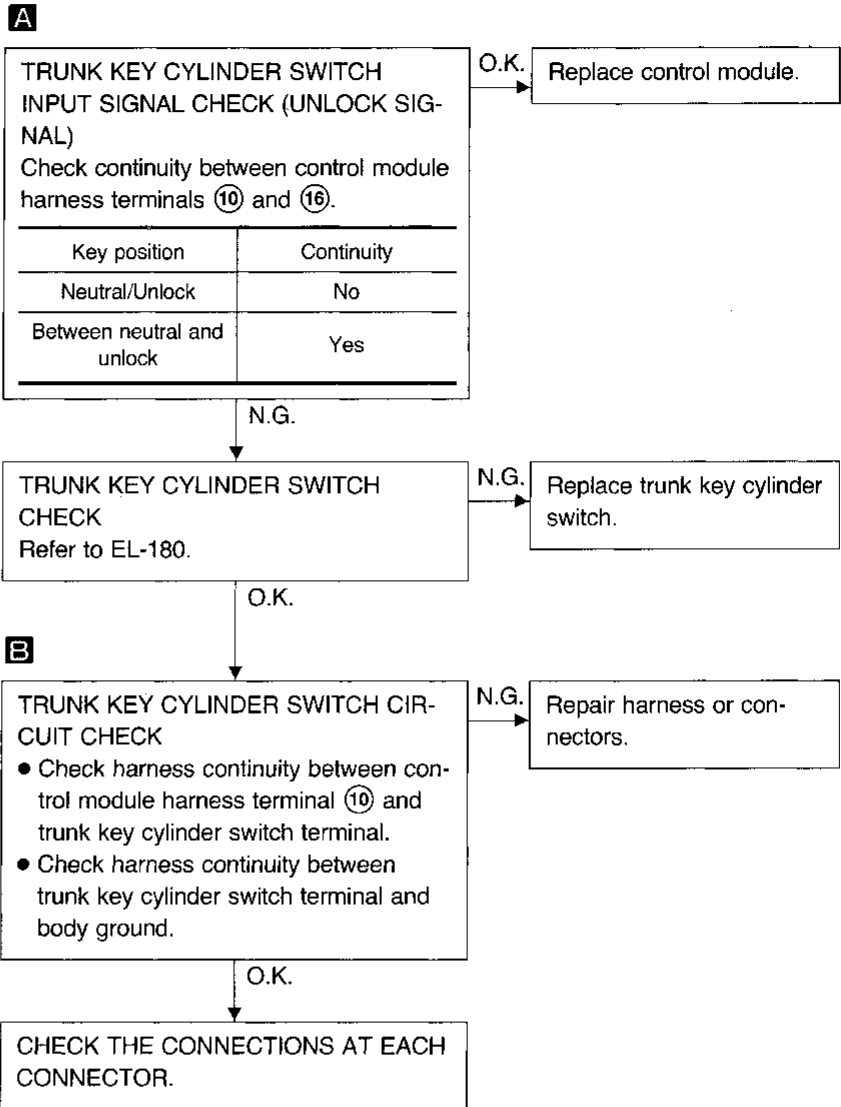 A
TRUNK KEY CYLINDER SWITCH
INPUT SIGNAL CHECK (UNLOCK SIG-
NAL)
Check continuity between control module
harness terminals ⑩ and ⑯.
Key position Continuity
Neutral/Unlock No
Between neutral and
unlock
Yes
O.K.
Replace control module.
N.G.
TRUNK KEY CYLINDER SWITCH
CHECK
Refer to EL-180.
N.G.
Replace trunk key cylinder
switch.
O.K.
B
TRUNK KEY CYLINDER SWITCH CIR-
CUIT CHECK
● Check harness continuity between con-
trol module harness terminal ⑩ and
trunk key cylinder switch terminal.
● Check harness continuity between
trunk key cylinder switch terminal and
body ground.
N.G.
Repair harness or con-
nectors.
O.K.
CHECK THE CONNECTIONS AT EACH
CONNECTOR.